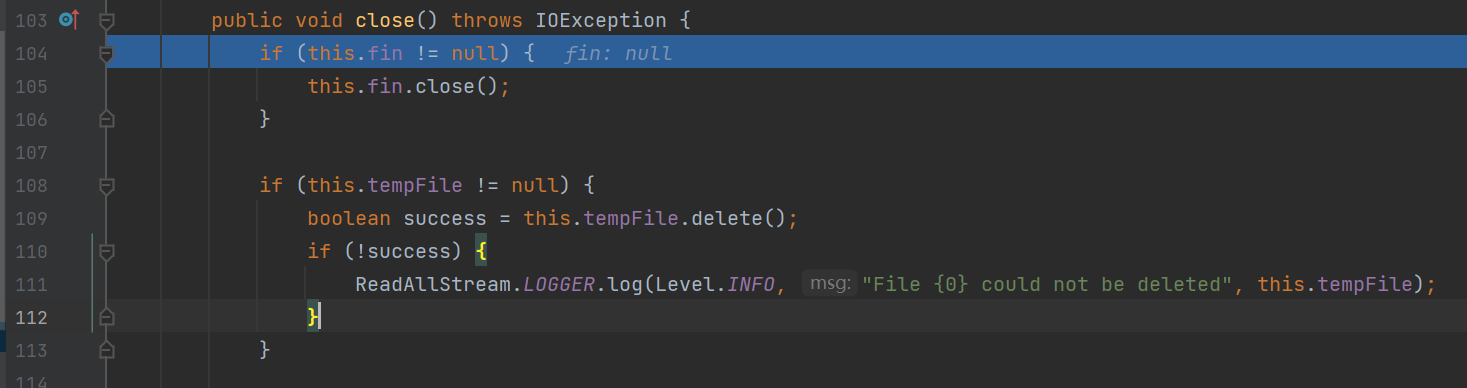 103 public void close() throws IOException {
104 if (this.fin != null) { fin: null
105 this.fin.close();
106 }
107
108 if (this.tempFile != null) {
109 boolean success = this.tempFile.delete();
110 if (!success) {
111 ReadAllStream.LOGGER.log(Level.INFO, msg: "File {0} could not be deleted", this.tempFile);
112 }
113 }
114